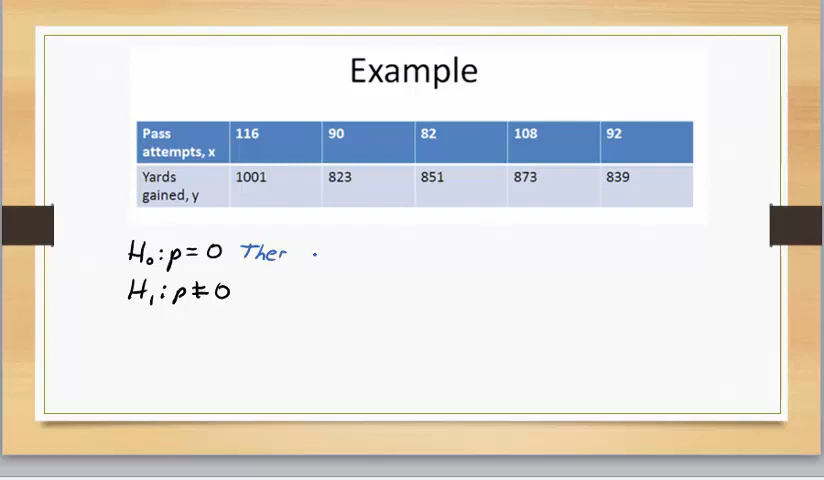 Example
Pass attempts, x 116 90 82 108 92
Yards gained, y 1001 823 851 873 839
H₀: ρ = 0 Ther
H₁: ρ ≠ 0